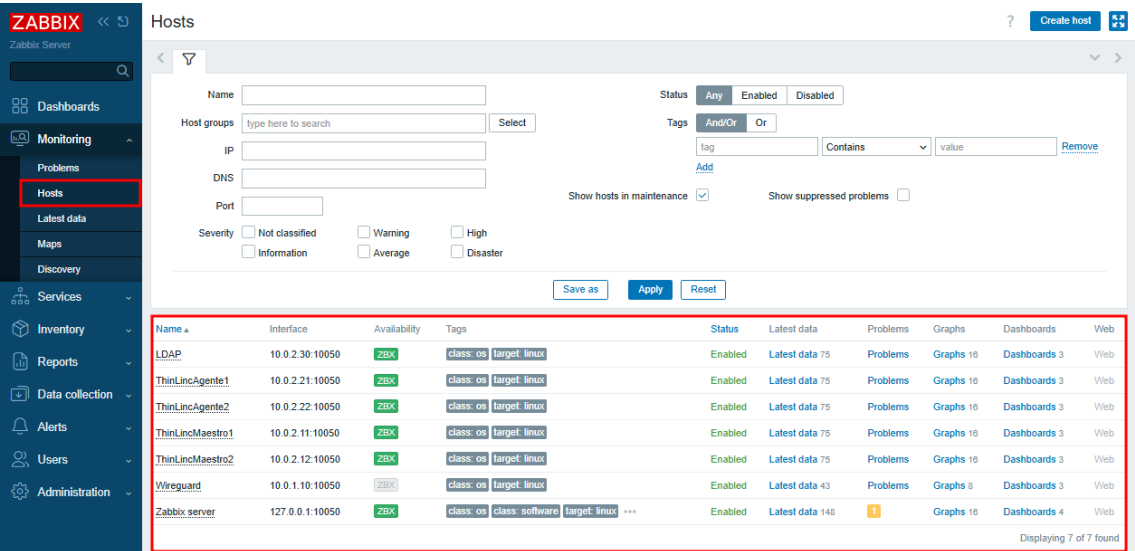 ZABBIX
Zabbix Server
Dashboards
Monitoring
Problems
Hosts
Latest data
Maps
Discovery
Services
Inventory
Reports
Data collection
Alerts
Users
Administration
Hosts
? Create host
Name
Host groups type here to search Select
IP
DNS
Port
Severity Not classified Warning High
Information Average Disaster
Status Any Enabled Disabled
Tags And/Or Or
tag Contains value Remove
Add
Show hosts in maintenance Show suppressed problems
Save as Apply Reset
Name Interface Availability Tags Status Latest data Problems Graphs Dashboards Web
LDAP 10.0.2.30:10050 ZBX class: os target: linux Enabled Latest data 75 Problems Graphs 16 Dashboards 3 Web
ThinLincAgente1 10.0.2.21:10050 ZBX class: os target: linux Enabled Latest data 75 Problems Graphs 16 Dashboards 3 Web
ThinLincAgente2 10.0.2.22:10050 ZBX class: os target: linux Enabled Latest data 75 Problems Graphs 16 Dashboards 3 Web
ThinLincMaestro1 10.0.2.11:10050 ZBX class: os target: linux Enabled Latest data 75 Problems Graphs 16 Dashboards 3 Web
ThinLincMaestro2 10.0.2.12:10050 ZBX class: os target: linux Enabled Latest data 75 Problems Graphs 16 Dashboards 3 Web
Wireguard 10.0.1.10:10050 ZBX class: os target: linux Enabled Latest data 43 Problems Graphs 8 Dashboards 3 Web
Zabbix server 127.0.0.1:10050 ZBX class: os class: software target: linux ••• Enabled Latest data 148 1 Graphs 16 Dashboards 4 Web
Displaying 7 of 7 found